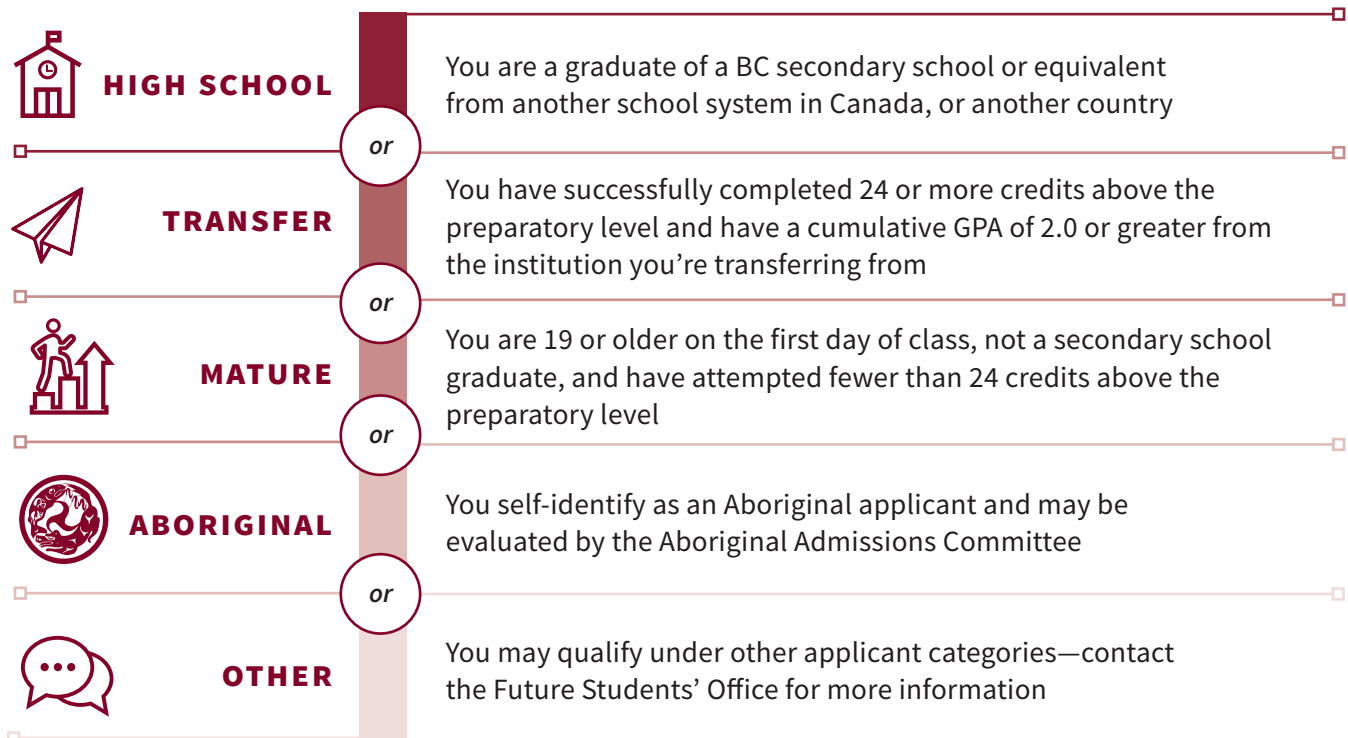 HIGH SCHOOL
You are a graduate of a BC secondary school or equivalent
from another school system in Canada, or another country
or
TRANSFER
You have successfully completed 24 or more credits above the
preparatory level and have a cumulative GPA of 2.0 or greater from
the institution you’re transferring from
or
MATURE
You are 19 or older on the first day of class, not a secondary school
graduate, and have attempted fewer than 24 credits above the
preparatory level
or
ABORIGINAL
You self-identify as an Aboriginal applicant and may be
evaluated by the Aboriginal Admissions Committee
or
OTHER
You may qualify under other applicant categories—contact
the Future Students’ Office for more information